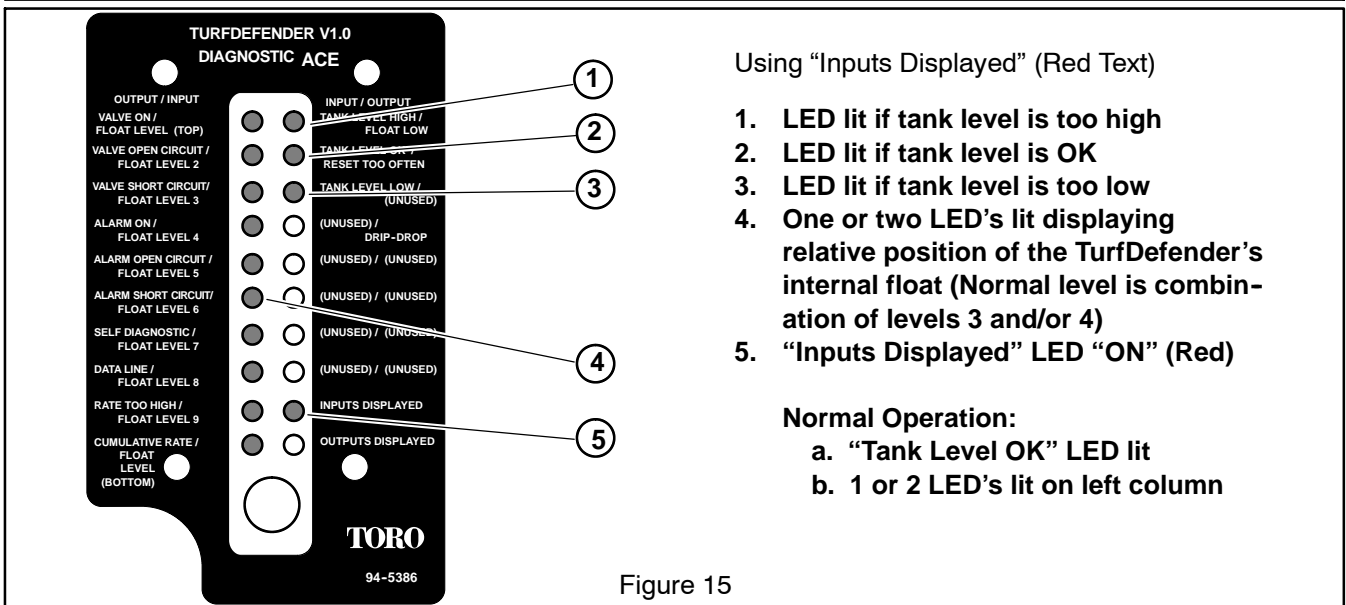 TURFDEFENDER V1.0
DIAGNOSTIC ACE
OUTPUT / INPUT
VALVE ON /
FLOAT LEVEL (TOP)
VALVE OPEN CIRCUIT /
FLOAT LEVEL 2
VALVE SHORT CIRCUIT/
FLOAT LEVEL 3
ALARM ON /
FLOAT LEVEL 4
ALARM OPEN CIRCUIT /
FLOAT LEVEL 5
ALARM SHORT CIRCUIT/
FLOAT LEVEL 6
SELF DIAGNOSTIC /
FLOAT LEVEL 7
DATA LINE /
FLOAT LEVEL 8
RATE TOO HIGH /
FLOAT LEVEL 9
CUMULATIVE RATE /
FLOAT
LEVEL
(BOTTOM)
INPUT / OUTPUT
TANK LEVEL HIGH /
FLOAT LOW
TANK LEVEL OK /
RESET TOO OFTEN
TANK LEVEL LOW /
(UNUSED)
(UNUSED) /
DRIP-DROP
(UNUSED) / (UNUSED)
(UNUSED) / (UNUSED)
(UNUSED) / (UNUSED)
(UNUSED) / (UNUSED)
INPUTS DISPLAYED
OUTPUTS DISPLAYED
TORO
94-5386
1
2
3
4
5
Using “Inputs Displayed” (Red Text)
1. LED lit if tank level is too high
2. LED lit if tank level is OK
3. LED lit if tank level is too low
4. One or two LED’s lit displaying
relative position of the TurfDefender’s
internal float (Normal level is combin-
ation of levels 3 and/or 4)
5. “Inputs Displayed” LED “ON” (Red)
Normal Operation:
a. “Tank Level OK” LED lit
b. 1 or 2 LED’s lit on left column
Figure 15